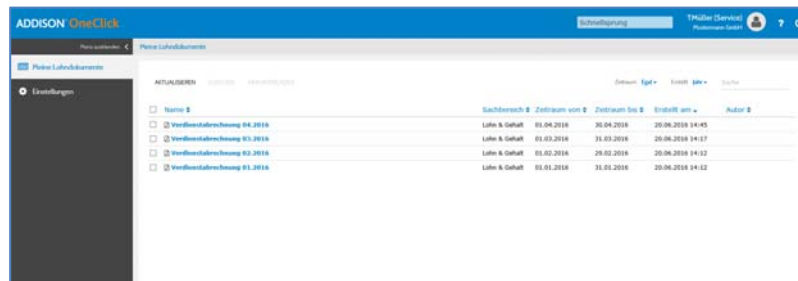 ADDISON OneClick
Schnellsprung
TMüller (Service)
Mustermann GmbH
?
Menü ausblenden
Meine Lohndokumente
Meine Lohndokumente
Einstellungen
AKTUALISIEREN
Zeitraum: Egal
Erstellt: Jahr
Suche
Name Sachbereich Zeitraum von Zeitraum bis Erstellt am Autor
Verdienstabrechnung 04.2016 Lohn & Gehalt 01.04.2016 30.04.2016 20.06.2016 14:45
Verdienstabrechnung 03.2016 Lohn & Gehalt 01.03.2016 31.03.2016 20.06.2016 14:17
Verdienstabrechnung 02.2016 Lohn & Gehalt 01.02.2016 29.02.2016 20.06.2016 14:12
Verdienstabrechnung 01.2016 Lohn & Gehalt 01.01.2016 31.01.2016 20.06.2016 14:12